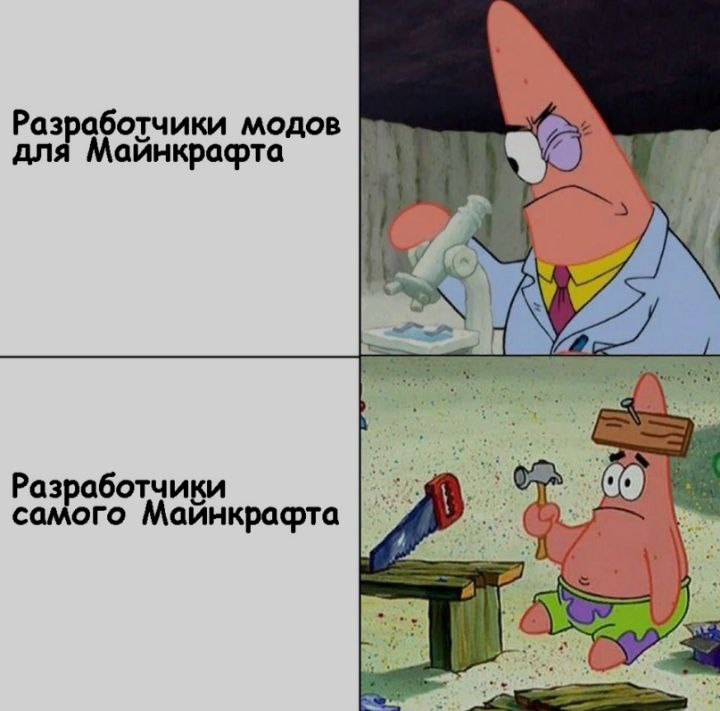 Разработчики модов
для Майнкрафта
Разработчики
самого Майнкрафта